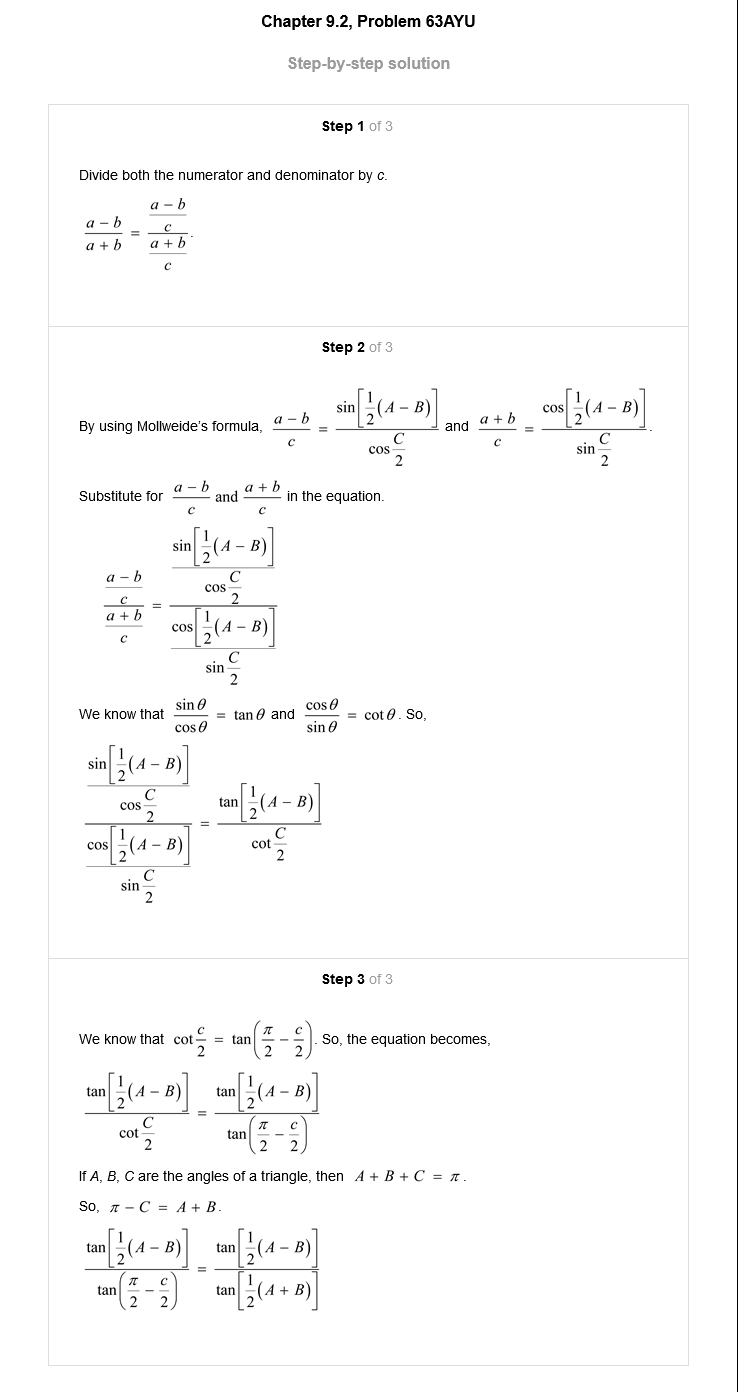 Chapter 9.2, Problem 63AYU
Step-by-step solution
Step 1 of 3
Divide both the numerator and denominator by c.
\frac{a - b}{a + b} = \frac{\frac{a - b}{c}}{\frac{a + b}{c}}.
Step 2 of 3
By using Mollweide's formula, \frac{a - b}{c} = \frac{\sin\left[\frac{1}{2}(A - B)\right]}{\cos\frac{C}{2}} and \frac{a + b}{c} = \frac{\cos\left[\frac{1}{2}(A - B)\right]}{\sin\frac{C}{2}}.
Substitute for \frac{a - b}{c} and \frac{a + b}{c} in the equation.
\frac{\frac{a - b}{c}}{\frac{a + b}{c}} = \frac{\frac{\sin\left[\frac{1}{2}(A - B)\right]}{\cos\frac{C}{2}}}{\frac{\cos\left[\frac{1}{2}(A - B)\right]}{\sin\frac{C}{2}}}
We know that \frac{\sin\theta}{\cos\theta} = \tan\theta and \frac{\cos\theta}{\sin\theta} = \cot\theta. So,
\frac{\frac{\sin\left[\frac{1}{2}(A - B)\right]}{\cos\frac{C}{2}}}{\frac{\cos\left[\frac{1}{2}(A - B)\right]}{\sin\frac{C}{2}}} = \frac{\tan\left[\frac{1}{2}(A - B)\right]}{\cot\frac{C}{2}}
Step 3 of 3
We know that \cot\frac{c}{2} = \tan\left(\frac{\pi}{2} - \frac{c}{2}\right). So, the equation becomes,
\frac{\tan\left[\frac{1}{2}(A - B)\right]}{\cot\frac{C}{2}} = \frac{\tan\left[\frac{1}{2}(A - B)\right]}{\tan\left(\frac{\pi}{2} - \frac{c}{2}\right)}
If A, B, C are the angles of a triangle, then A + B + C = π.
So, π − C = A + B.
\frac{\tan\left[\frac{1}{2}(A - B)\right]}{\tan\left(\frac{\pi}{2} - \frac{c}{2}\right)} = \frac{\tan\left[\frac{1}{2}(A - B)\right]}{\tan\left[\frac{1}{2}(A + B)\right]}